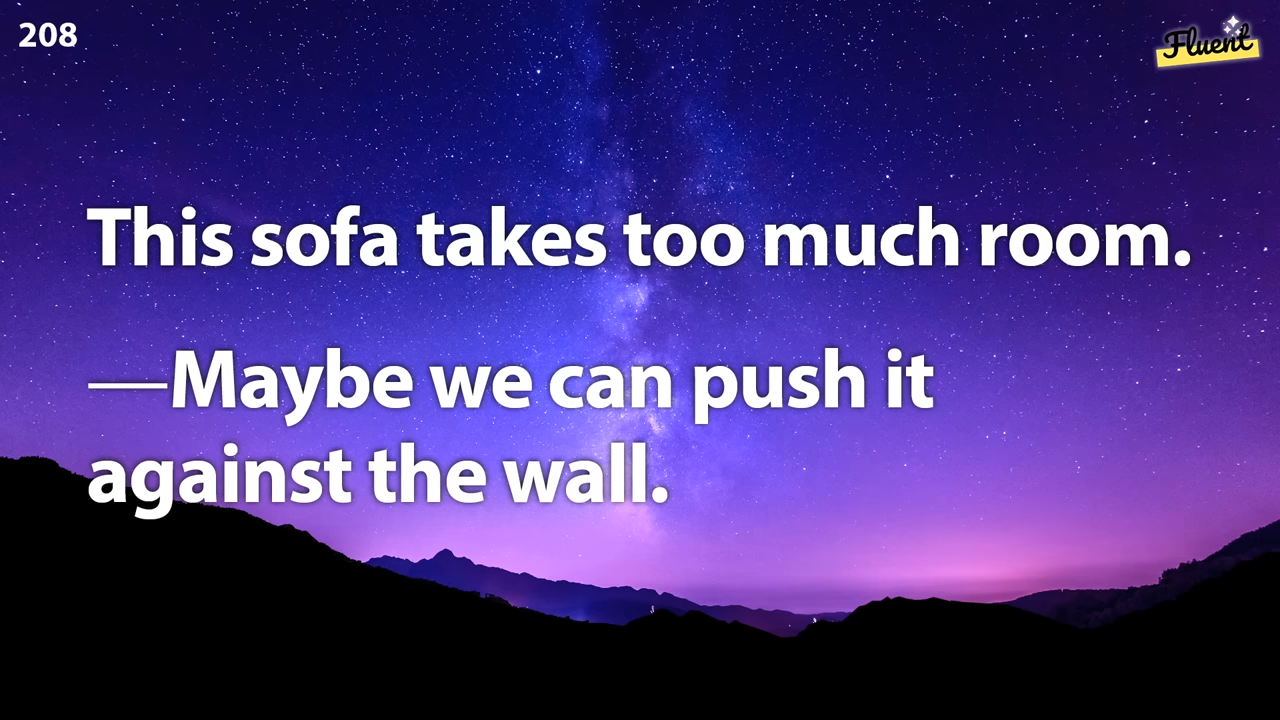 208
Fluent
This sofa takes too much room.
—Maybe we can push it
against the wall.